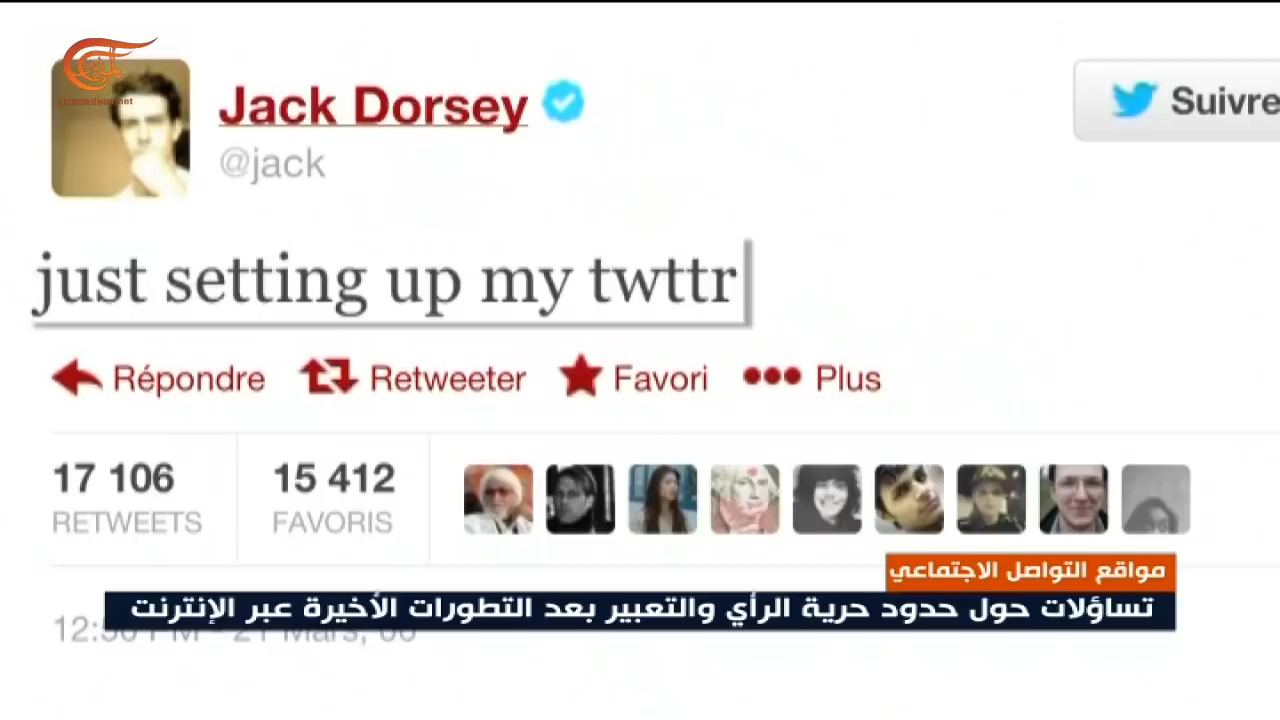 Jack Dorsey
@jack
Suivre
just setting up my twttr
Répondre Retweeter Favori Plus
17 106 15 412
RETWEETS FAVORIS
مواقع التواصل الاجتماعي
تساؤلات حول حدود حرية الرأي والتعبير بعد التطورات الأخيرة عبر الإنترنت